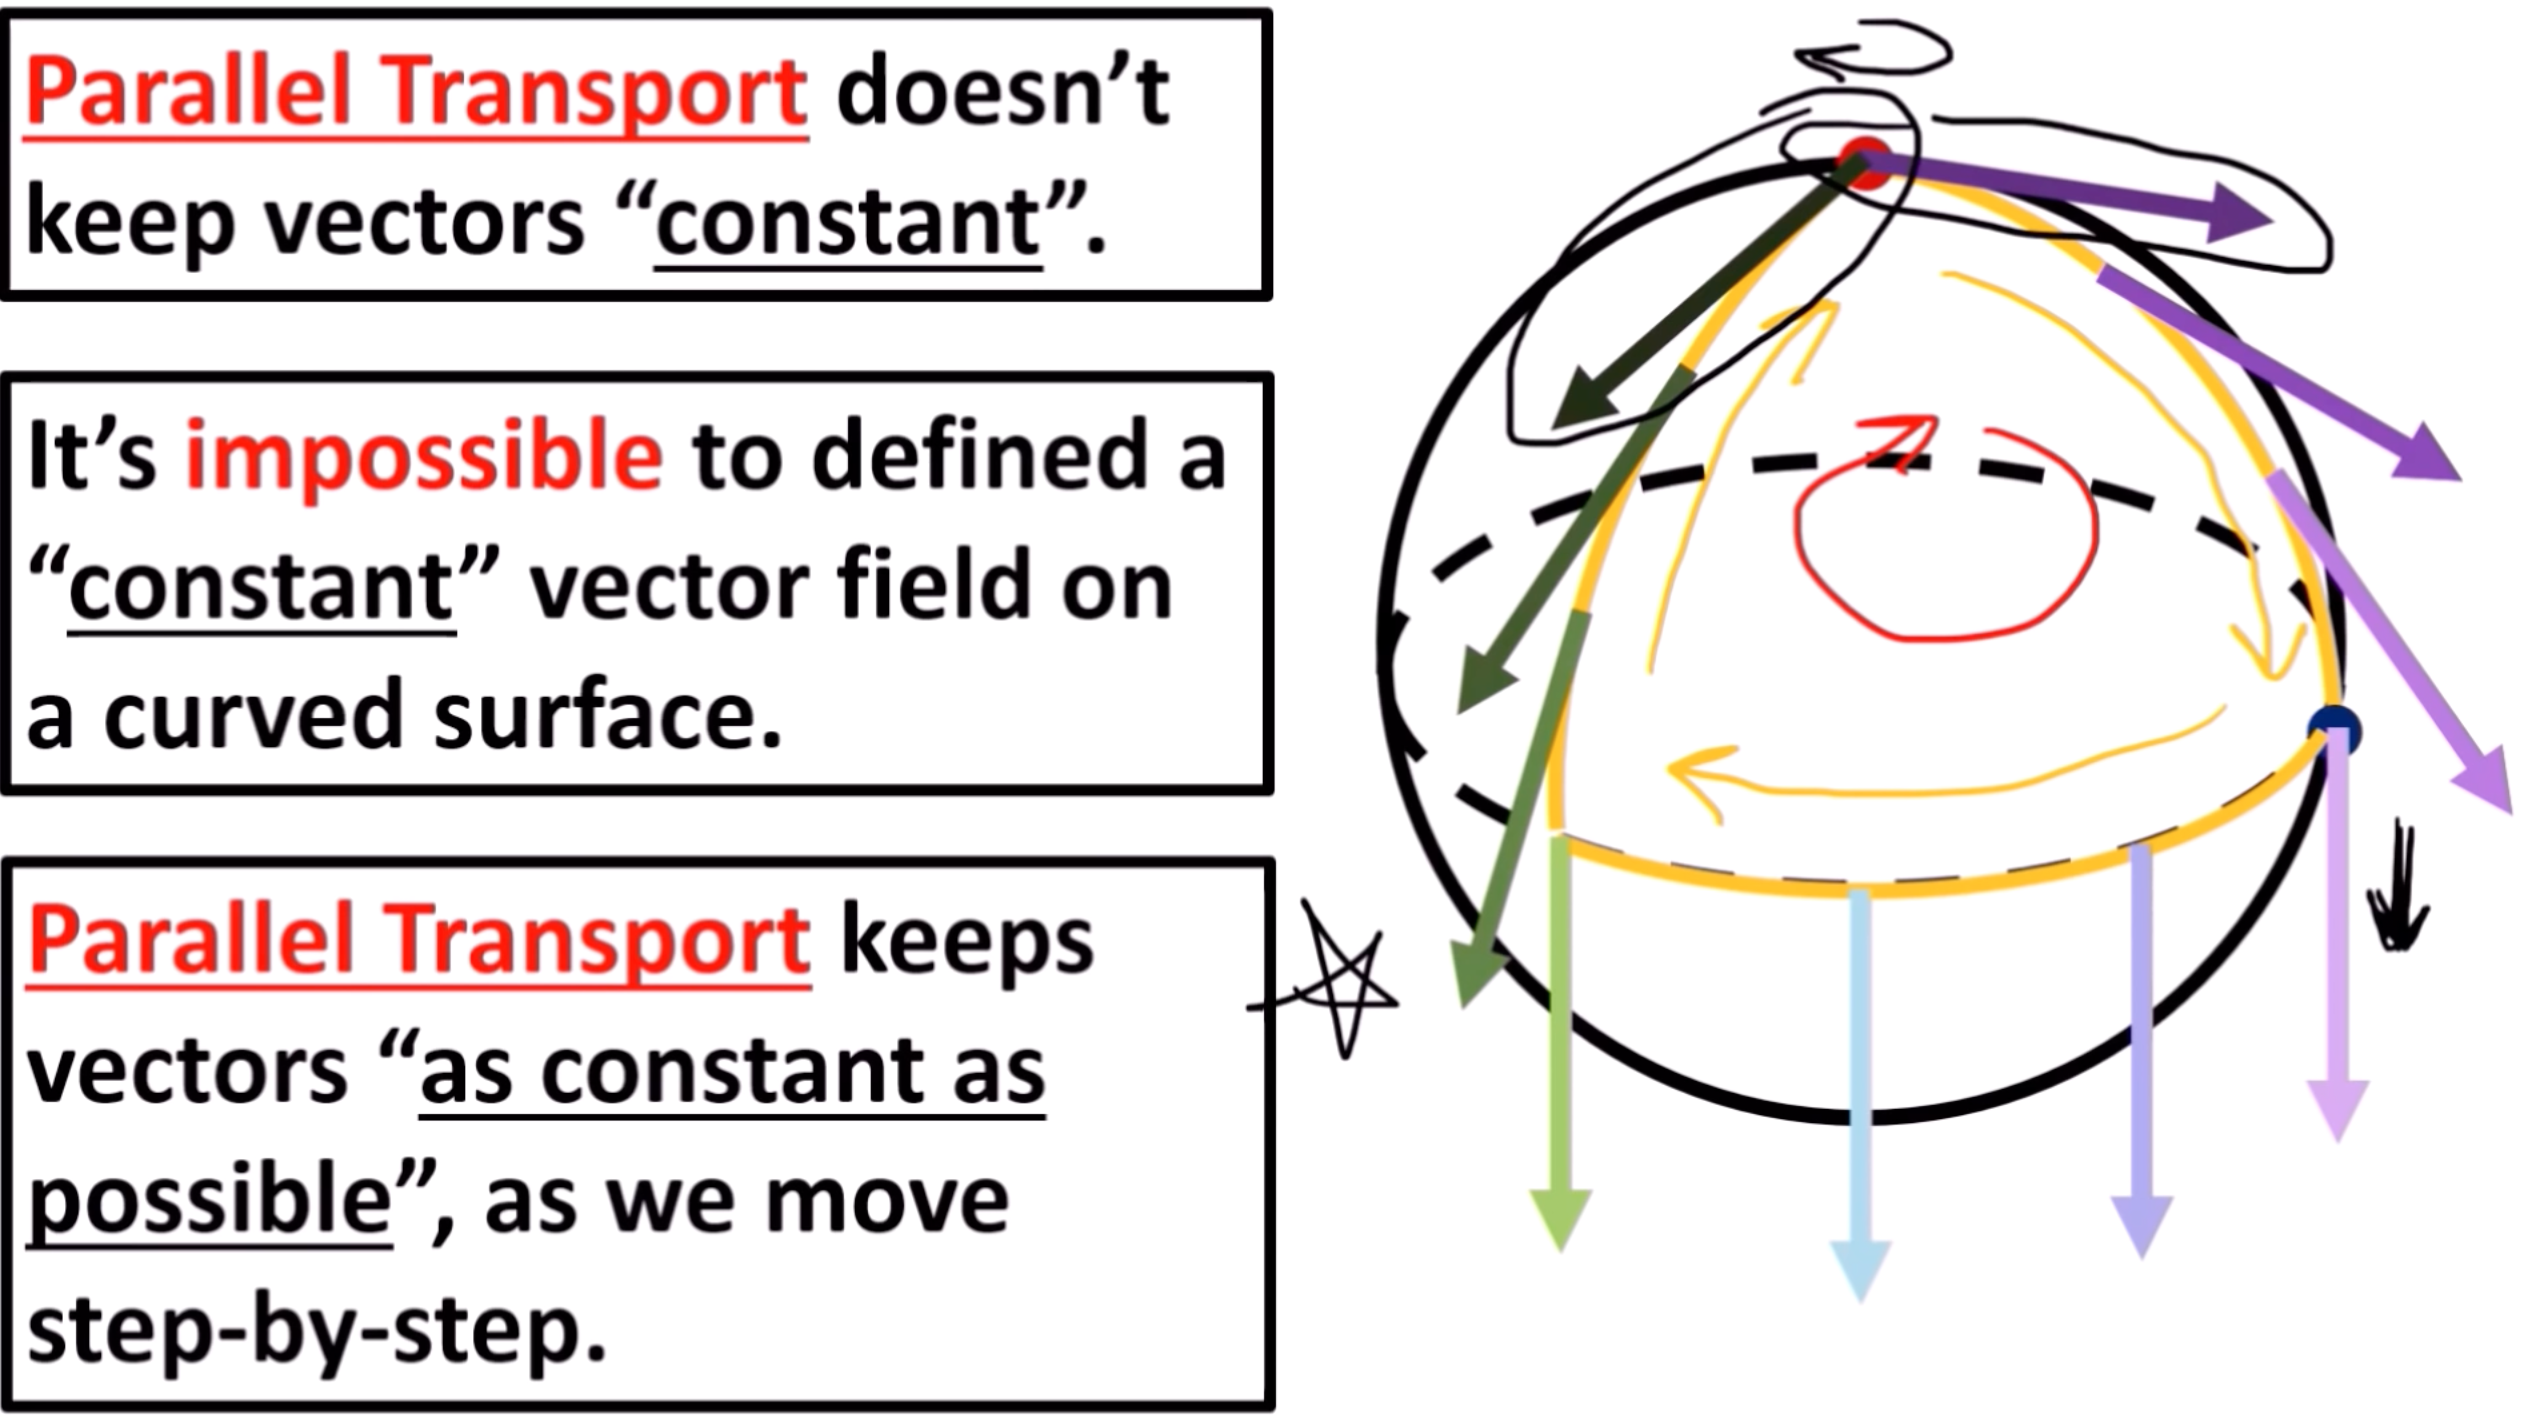 Parallel Transport doesn’t
keep vectors “constant”.
It’s impossible to defined a
“constant” vector field on
a curved surface.
Parallel Transport keeps
vectors “as constant as
possible”, as we move
step-by-step.